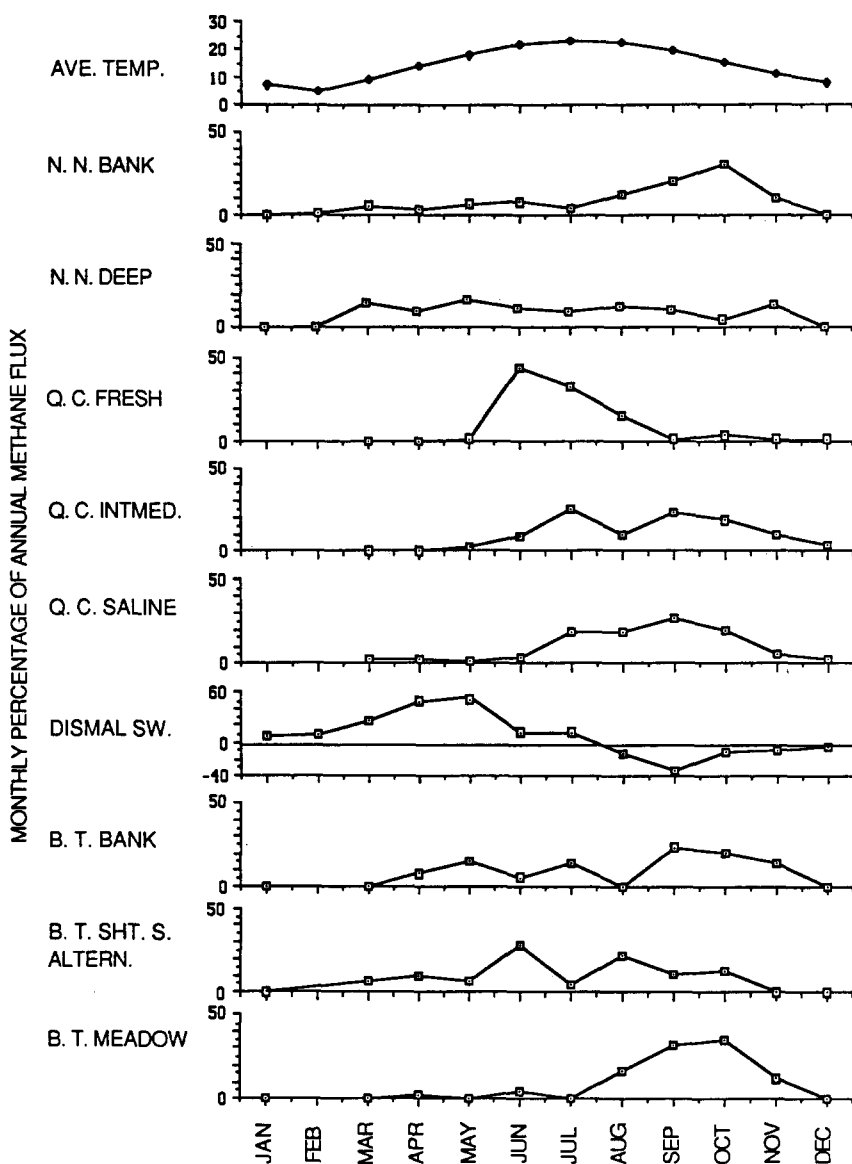 MONTHLY PERCENTAGE OF ANNUAL METHANE FLUX
AVE. TEMP.
30
20
10
0
N. N. BANK
50
0
N. N. DEEP
50
0
Q. C. FRESH
50
0
Q. C. INTMED.
50
0
Q. C. SALINE
50
0
DISMAL SW.
60
0
-40
B. T. BANK
50
0
B. T. SHT. S.
ALTERN.
50
0
B. T. MEADOW
50
0
JAN
FEB
MAR
APR
MAY
JUN
JUL
AUG
SEP
OCT
NOV
DEC